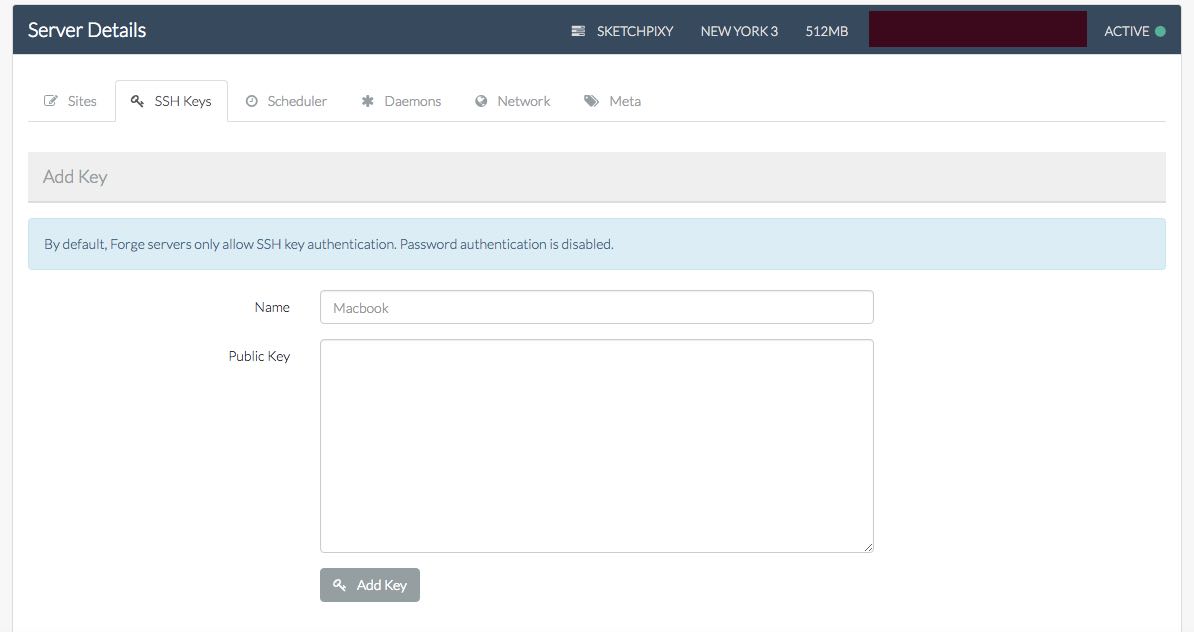 Server Details SKETCHPIXY NEW YORK 3 512MB ACTIVE
Sites SSH Keys Scheduler Daemons Network Meta
Add Key
By default, Forge servers only allow SSH key authentication. Password authentication is disabled.
Name Macbook
Public Key
Add Key